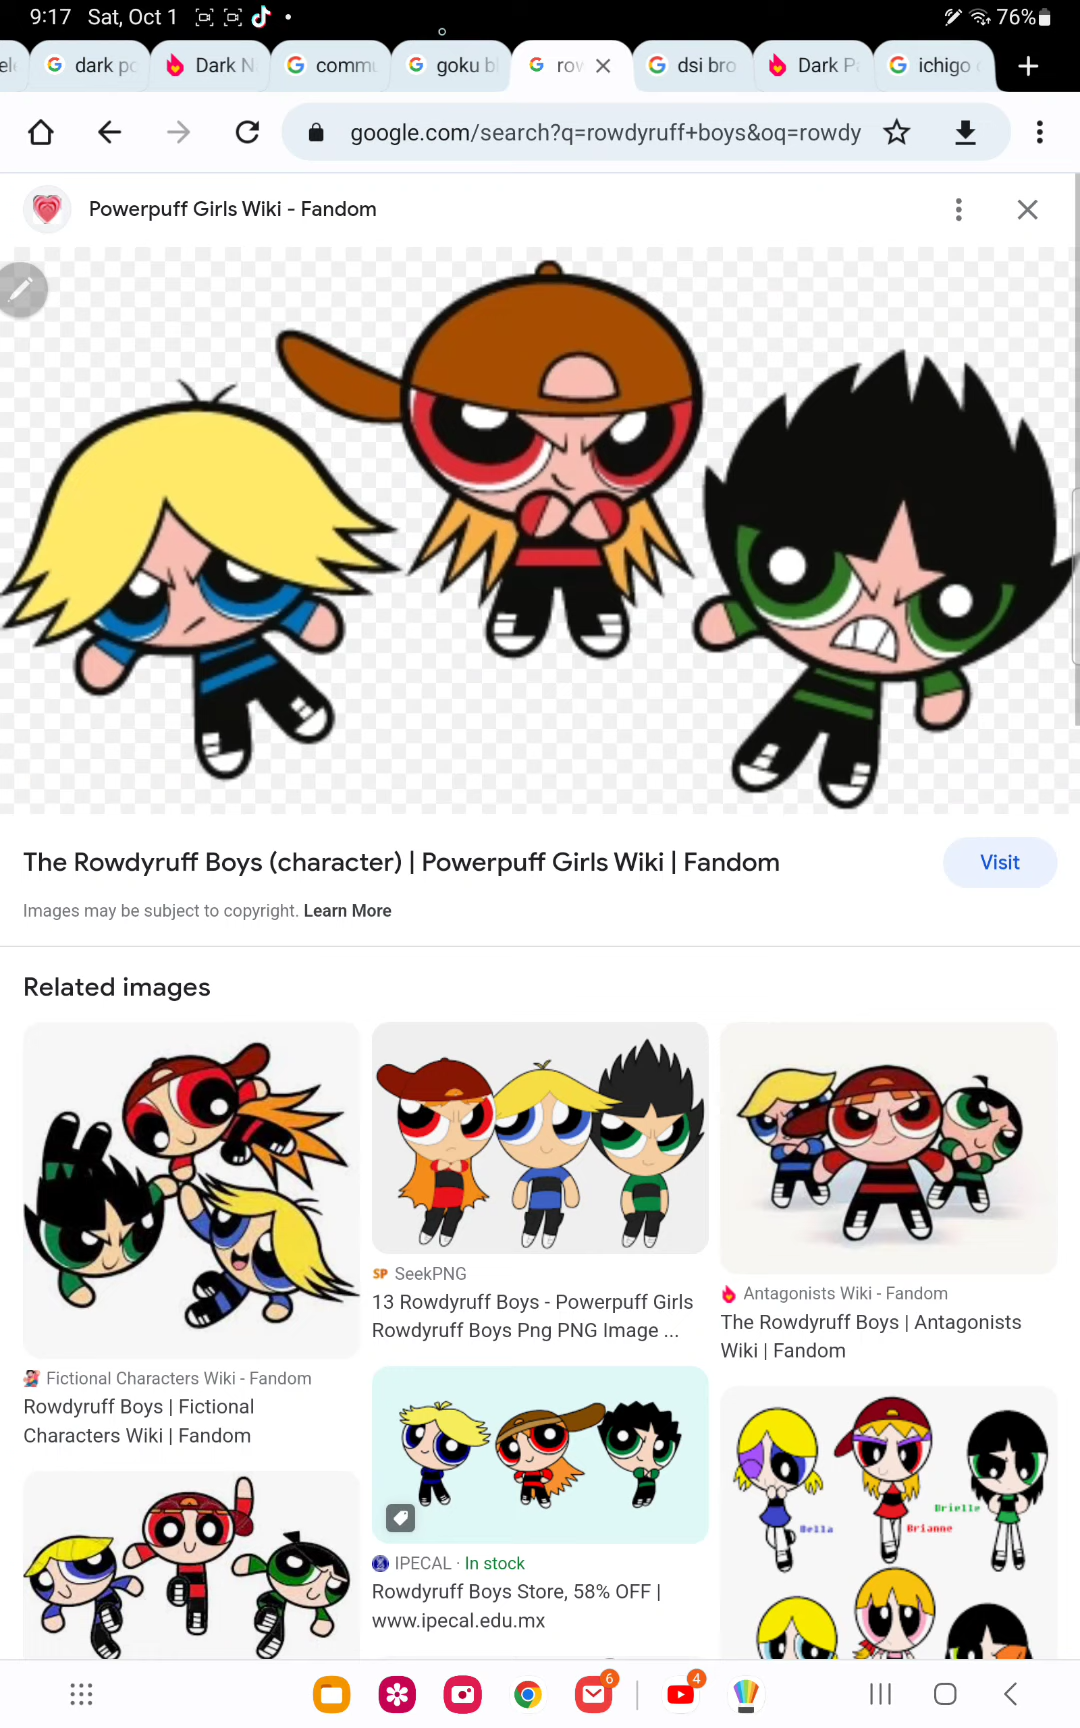 9:17 Sat, Oct 1 76%
dark Dark commu goku b dsi bro Dark ichigo
google.com/search?q=rowdyruff+boys&oq=rowdy
Powerpuff Girls Wiki - Fandom
The Rowdyruff Boys (character) | Powerpuff Girls Wiki | Fandom
Visit
Images may be subject to copyright. Learn More
Related images
SP SeekPNG
13 Rowdyruff Boys - Powerpuff Girls
Rowdyruff Boys Png PNG Image ...
Antagonists Wiki - Fandom
The Rowdyruff Boys | Antagonists
Wiki | Fandom
Fictional Characters Wiki - Fandom
Rowdyruff Boys | Fictional
Characters Wiki | Fandom
Brielle
Bella
Brianne
IPECAL · In stock
Rowdyruff Boys Store, 58% OFF |
www.ipecal.edu.mx
6
4